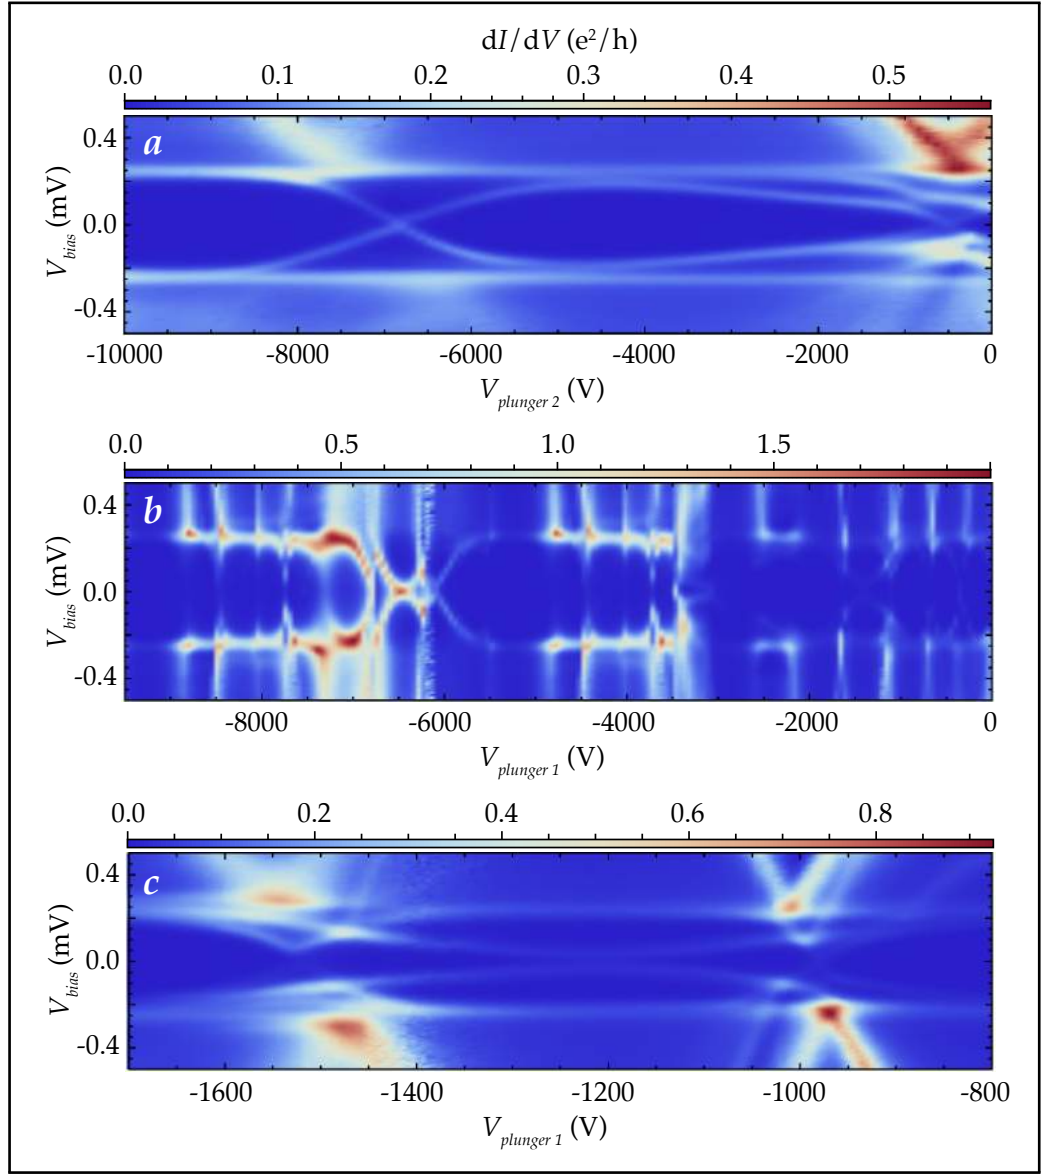 dI/dV (e²/h)
0.0 0.1 0.2 0.3 0.4 0.5
a
0.4
0.0
-0.4
V_bias (mV)
-10000 -8000 -6000 -4000 -2000 0
V_plunger 2 (V)
0.0 0.5 1.0 1.5
b
0.4
0.0
-0.4
V_bias (mV)
-8000 -6000 -4000 -2000 0
V_plunger 1 (V)
0.0 0.2 0.4 0.6 0.8
c
0.4
0.0
-0.4
V_bias (mV)
-1600 -1400 -1200 -1000 -800
V_plunger 1 (V)